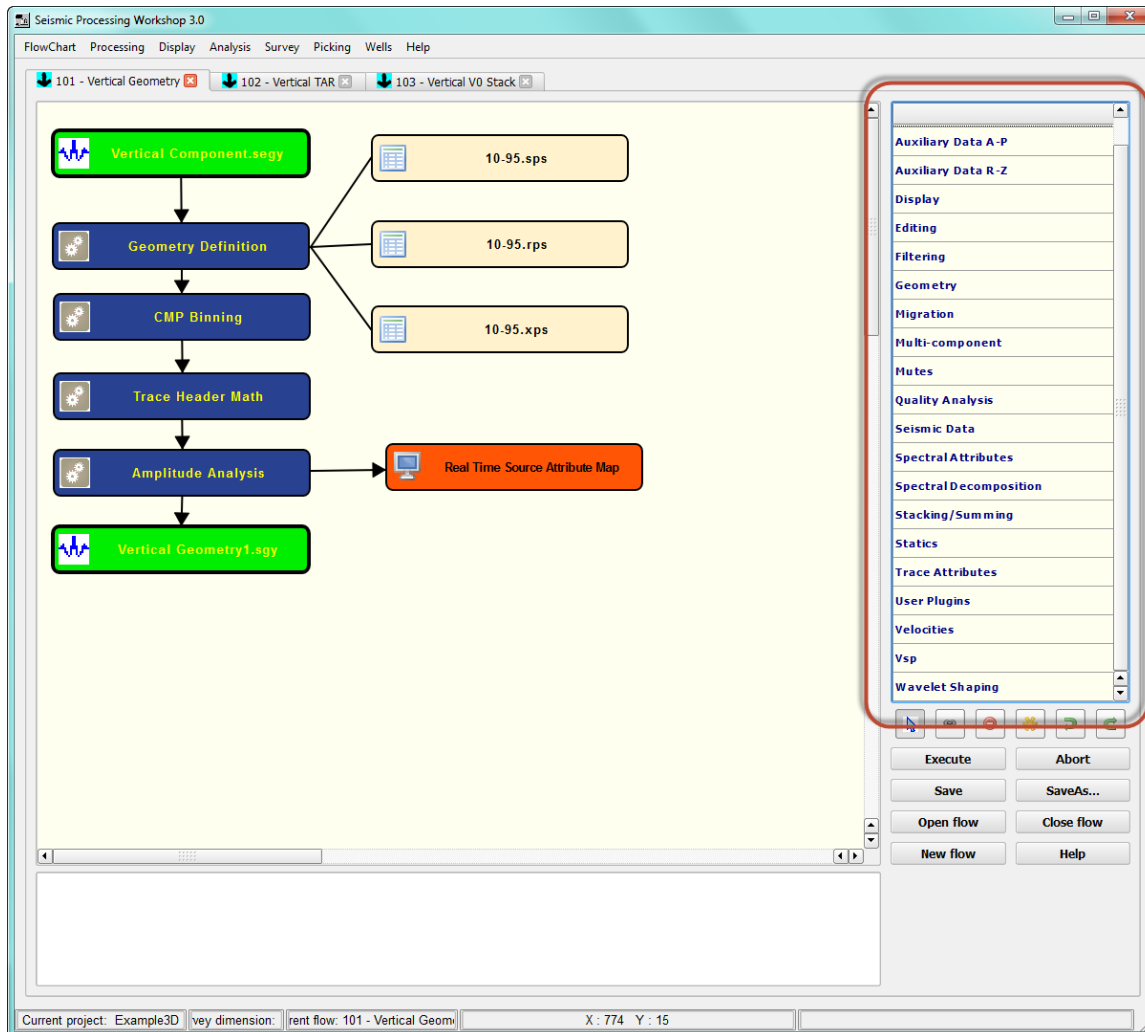 Seismic Processing Workshop 3.0
FlowChart Processing Display Analysis Survey Picking Wells Help
101 - Vertical Geometry 102 - Vertical TAR 103 - Vertical V0 Stack
Vertical Component.segy
Geometry Definition
CMP Binning
Trace Header Math
Amplitude Analysis
Vertical Geometry1.sgy
10-95.sps
10-95.rps
10-95.xps
Real Time Source Attribute Map
Auxiliary Data A-P
Auxiliary Data R-Z
Display
Editing
Filtering
Geometry
Migration
Multi-component
Mutes
Quality Analysis
Seismic Data
Spectral Attributes
Spectral Decomposition
Stacking/Summing
Statics
Trace Attributes
User Plugins
Velocities
Vsp
Wavelet Shaping
Execute Abort
Save SaveAs...
Open flow Close flow
New flow Help
Current project: Example3D vey dimension: rent flow: 101 - Vertical Geom X : 774 Y : 15